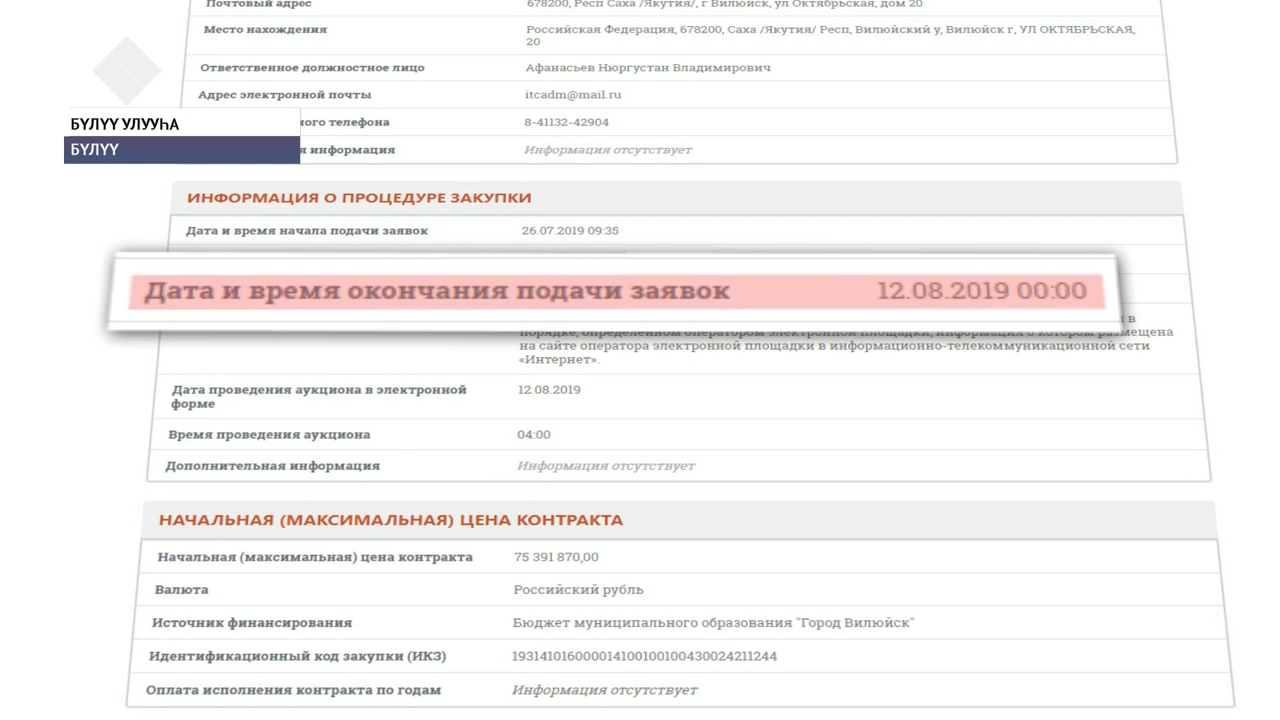 Почтовый адрес 678200, Респ Саха /Якутия/, г Вилюйск, ул Октябрьская, дом 20
Место нахождения Российская Федерация, 678200, Саха /Якутия/ Респ, Вилюйский у, Вилюйск г, УЛ ОКТЯБРЬСКАЯ,
20
Ответственное должностное лицо Афанасьев Нюргустан Владимирович
Адрес электронной почты itcadm@mail.ru
БҮЛҮҮ УЛУУҺА
телефона 8-41132-42904
БҮЛҮҮ
информация Информация отсутствует
ИНФОРМАЦИЯ О ПРОЦЕДУРЕ ЗАКУПКИ
Дата и время начала подачи заявок 26.07.2019 09:35
Дата и время окончания подачи заявок 12.08.2019 00:00
в
порядке, определенном оператором электронной площадки, информация о котором размещена
на сайте оператора электронной площадки в информационно-телекоммуникационной сети
«Интернет».
Дата проведения аукциона в электронной 12.08.2019
форме
Время проведения аукциона 04:00
Дополнительная информация Информация отсутствует
НАЧАЛЬНАЯ (МАКСИМАЛЬНАЯ) ЦЕНА КОНТРАКТА
Начальная (максимальная) цена контракта 75 391 870,00
Валюта Российский рубль
Источник финансирования Бюджет муниципального образования "Город Вилюйск"
Идентификационный код закупки (ИКЗ) 193141016000014100100100430024211244
Оплата исполнения контракта по годам Информация отсутствует